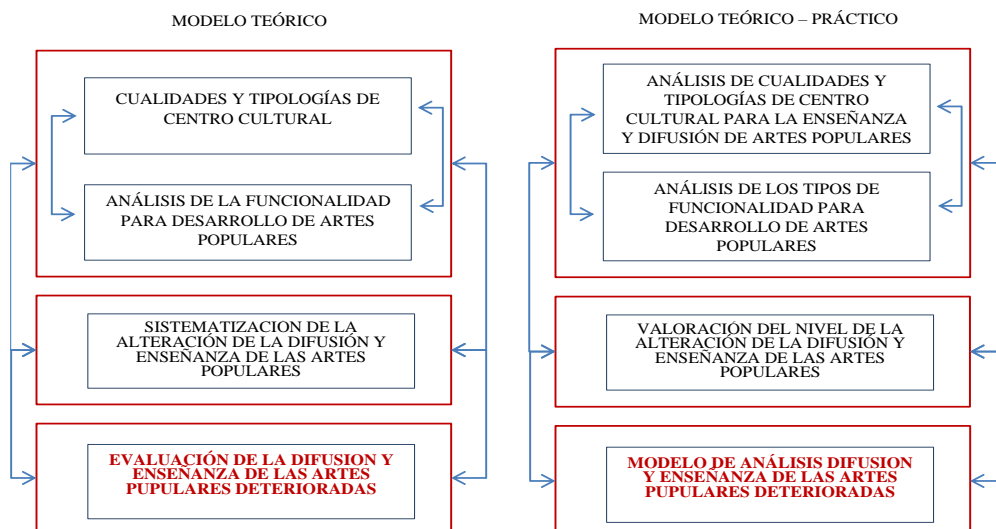 MODELO TEÓRICO
CUALIDADES Y TIPOLOGÍAS DE
CENTRO CULTURAL
ANÁLISIS DE LA FUNCIONALIDAD
PARA DESARROLLO DE ARTES
POPULARES
SISTEMATIZACION DE LA
ALTERACIÓN DE LA DIFUSIÓN Y
ENSEÑANZA DE LAS ARTES
POPULARES
EVALUACIÓN DE LA DIFUSION Y
ENSEÑANZA DE LAS ARTES
PUPULARES DETERIORADAS
MODELO TEÓRICO – PRÁCTICO
ANÁLISIS DE CUALIDADES Y
TIPOLOGÍAS DE CENTRO
CULTURAL PARA LA ENSEÑANZA
Y DIFUSIÓN DE ARTES POPULARES
ANÁLISIS DE LOS TIPOS DE
FUNCIONALIDAD PARA
DESARROLLO DE ARTES
POPULARES
VALORACIÓN DEL NIVEL DE LA
ALTERACIÓN DE LA DIFUSIÓN Y
ENSEÑANZA DE LAS ARTES
POPULARES
MODELO DE ANÁLISIS DIFUSION
Y ENSEÑANZA DE LAS ARTES
PUPULARES DETERIORADAS